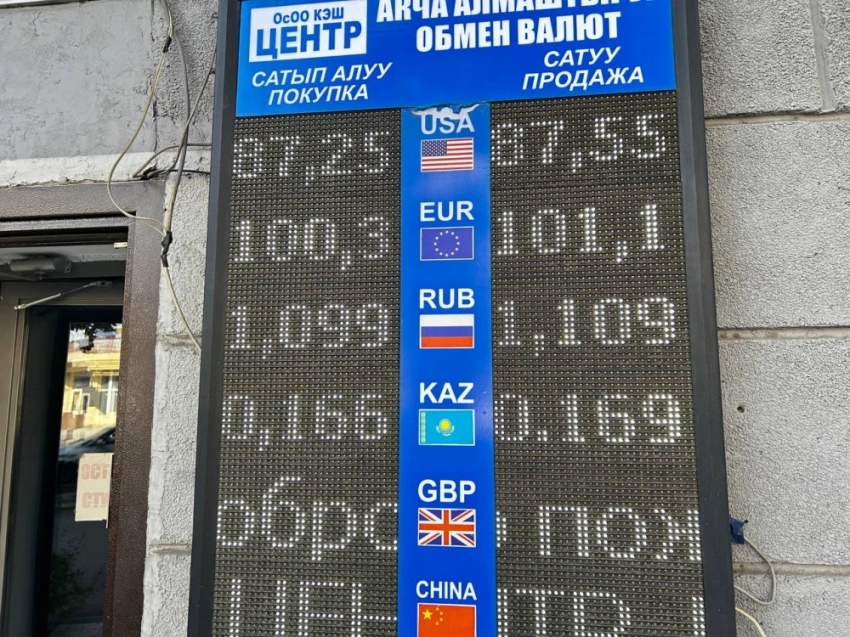 ОсОО КЭШ
ЦЕНТР
АКЧА АЛМАШТЫРУУ
ОБМЕН ВАЛЮТ
САТЫП АЛУУ
ПОКУПКА
САТУУ
ПРОДАЖА
87,25 USA 87,55
100,3 EUR 101,1
1,099 RUB 1,109
0,166 KAZ 0.169
GBP
CHINA